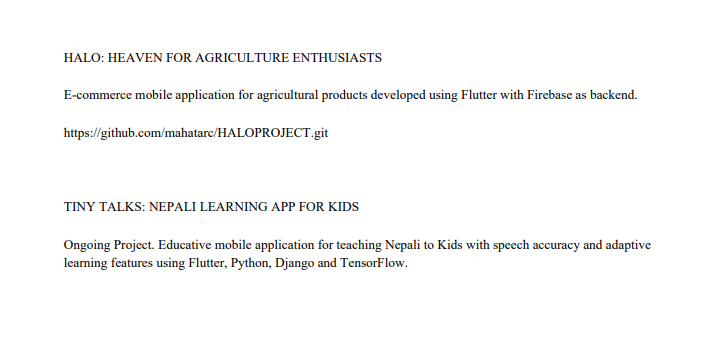 HALO: HEAVEN FOR AGRICULTURE ENTHUSIASTS
E-commerce mobile application for agricultural products developed using Flutter with Firebase as backend.
https://github.com/mahatarc/HALOPROJECT.git
TINY TALKS: NEPALI LEARNING APP FOR KIDS
Ongoing Project. Educative mobile application for teaching Nepali to Kids with speech accuracy and adaptive
learning features using Flutter, Python, Django and TensorFlow.